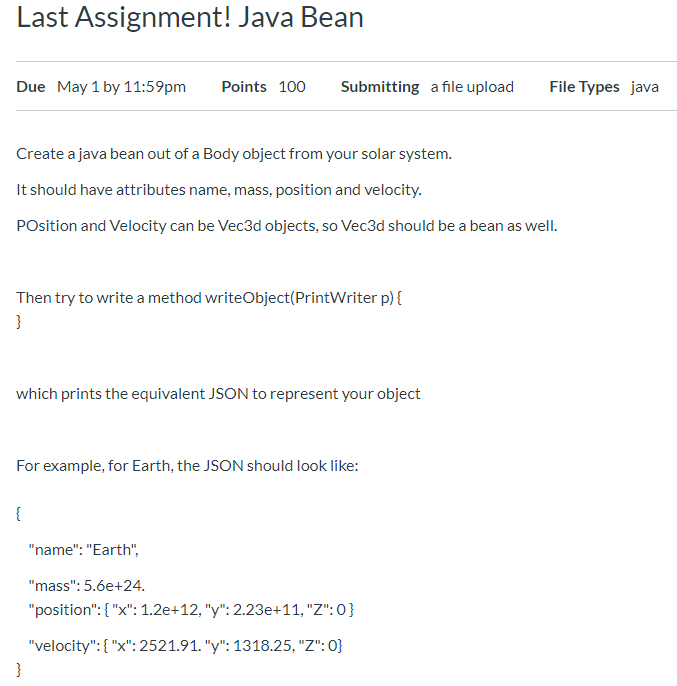 Last Assignment! Java Bean
Due May 1 by 11:59pm Points 100 Submitting a file upload File Types java
Create a java bean out of a Body object from your solar system.
It should have attributes name, mass, position and velocity.
POsition and Velocity can be Vec3d objects, so Vec3d should be a bean as well.
Then try to write a method writeObject(PrintWriter p) {
}
which prints the equivalent JSON to represent your object
For example, for Earth, the JSON should look like:
{
"name": "Earth",
"mass": 5.6e+24.
"position": { "x": 1.2e+12, "y": 2.23e+11, "Z": 0 }
"velocity": { "x": 2521.91. "y": 1318.25, "Z": 0}
}